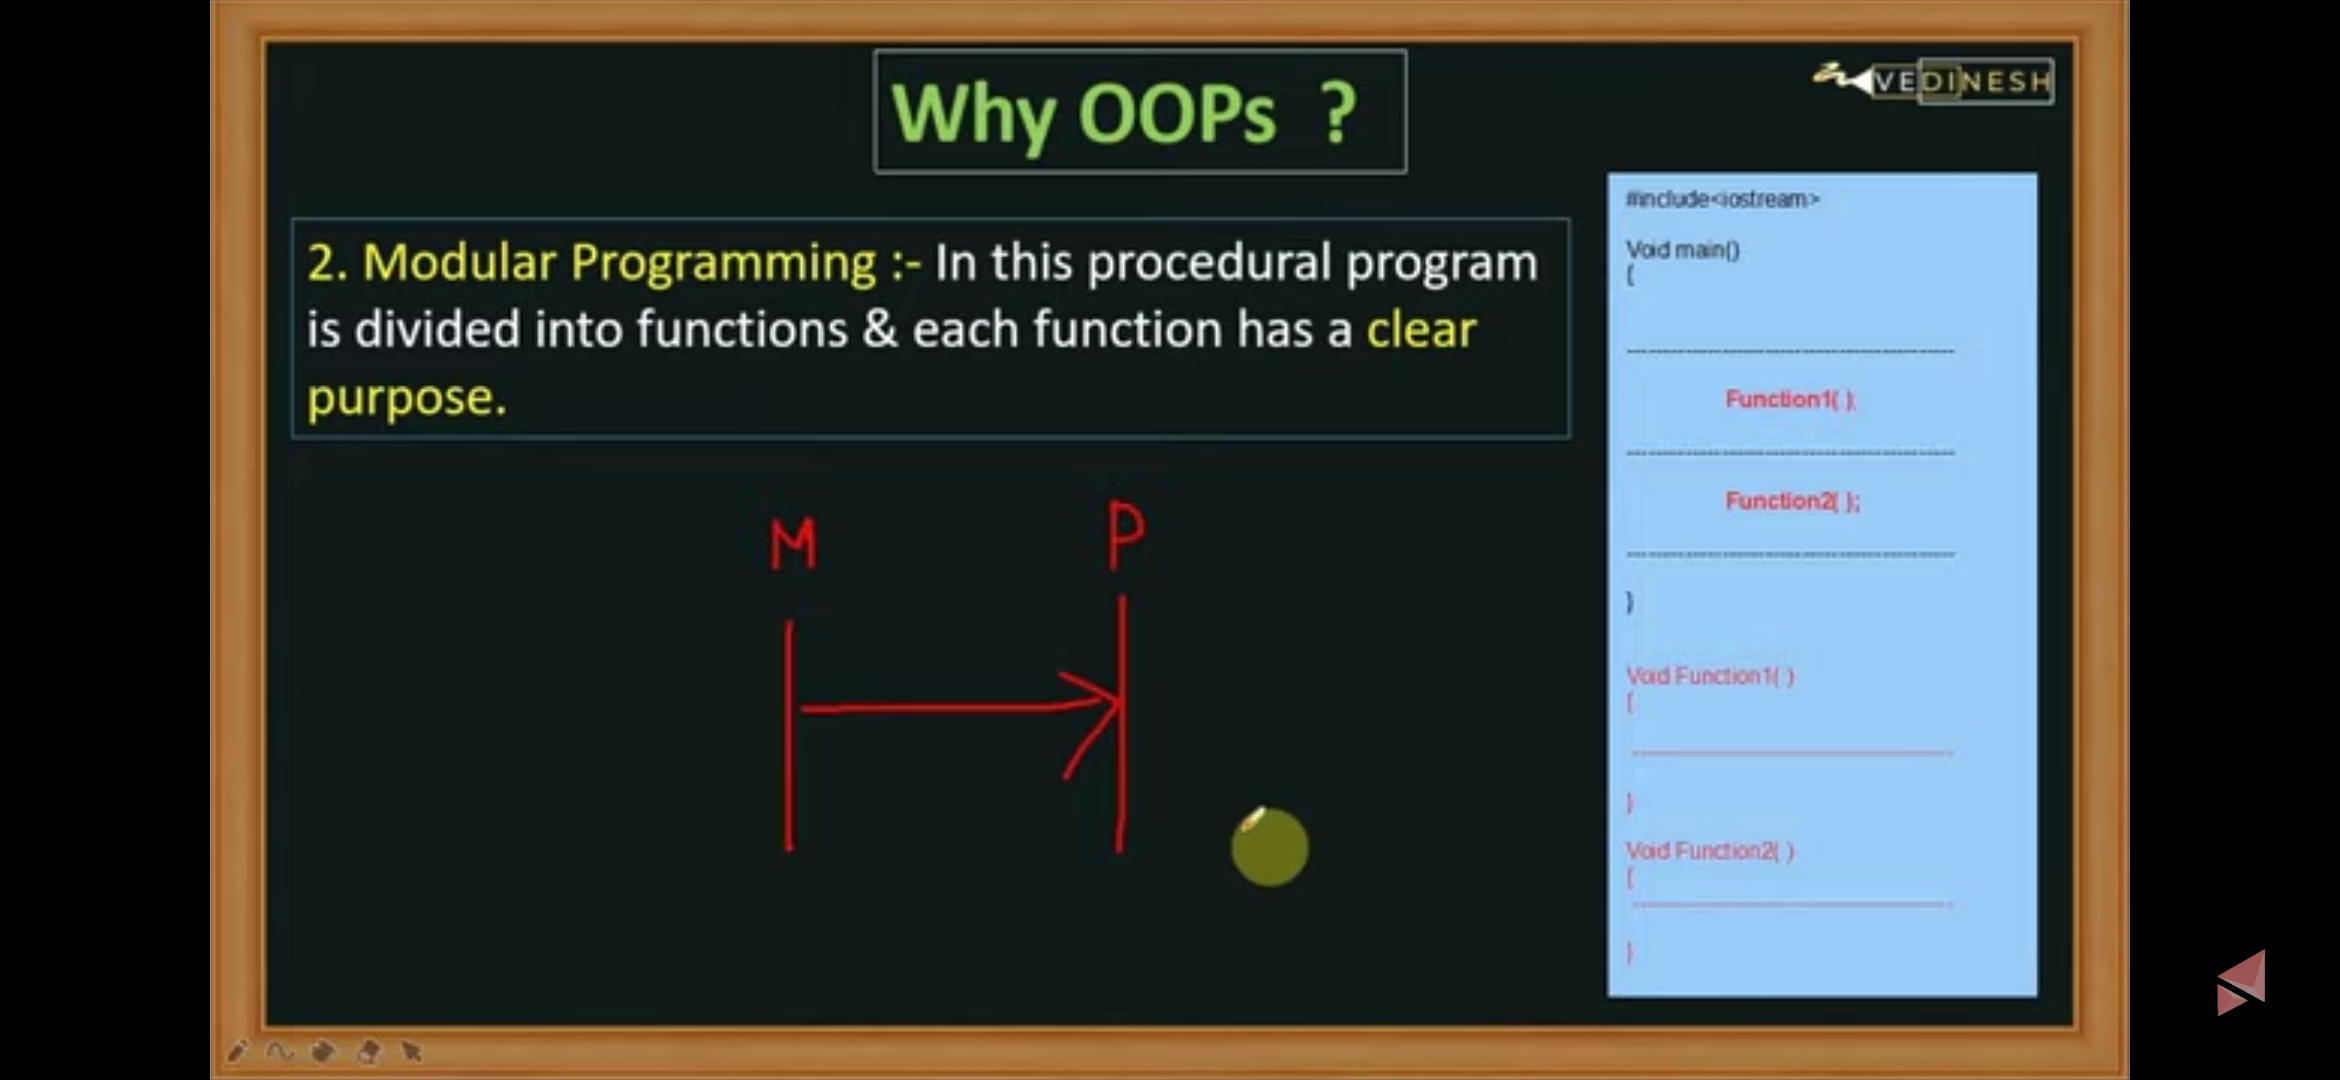 Why OOPs ?
VEDINESH
2. Modular Programming :- In this procedural program
is divided into functions & each function has a clear
purpose.
M P
#include<iostream>
Void main()
{
Function1( );
Function2( );
}
Void Function1( )
{
}
Void Function2( )
{
}